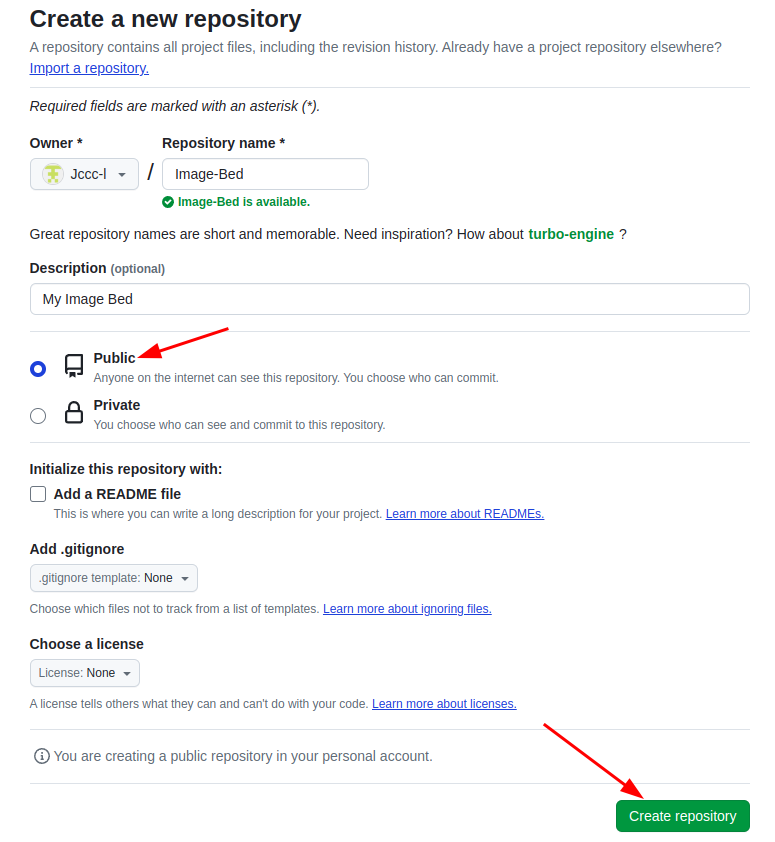 Create a new repository
A repository contains all project files, including the revision history. Already have a project repository elsewhere?
Import a repository.
Required fields are marked with an asterisk (*).
Owner * Repository name *
Jccc-l / Image-Bed
Image-Bed is available.
Great repository names are short and memorable. Need inspiration? How about turbo-engine ?
Description (optional)
My Image Bed
Public
Anyone on the internet can see this repository. You choose who can commit.
Private
You choose who can see and commit to this repository.
Initialize this repository with:
Add a README file
This is where you can write a long description for your project. Learn more about READMEs.
Add .gitignore
.gitignore template: None
Choose which files not to track from a list of templates. Learn more about ignoring files.
Choose a license
License: None
A license tells others what they can and can't do with your code. Learn more about licenses.
You are creating a public repository in your personal account.
Create repository